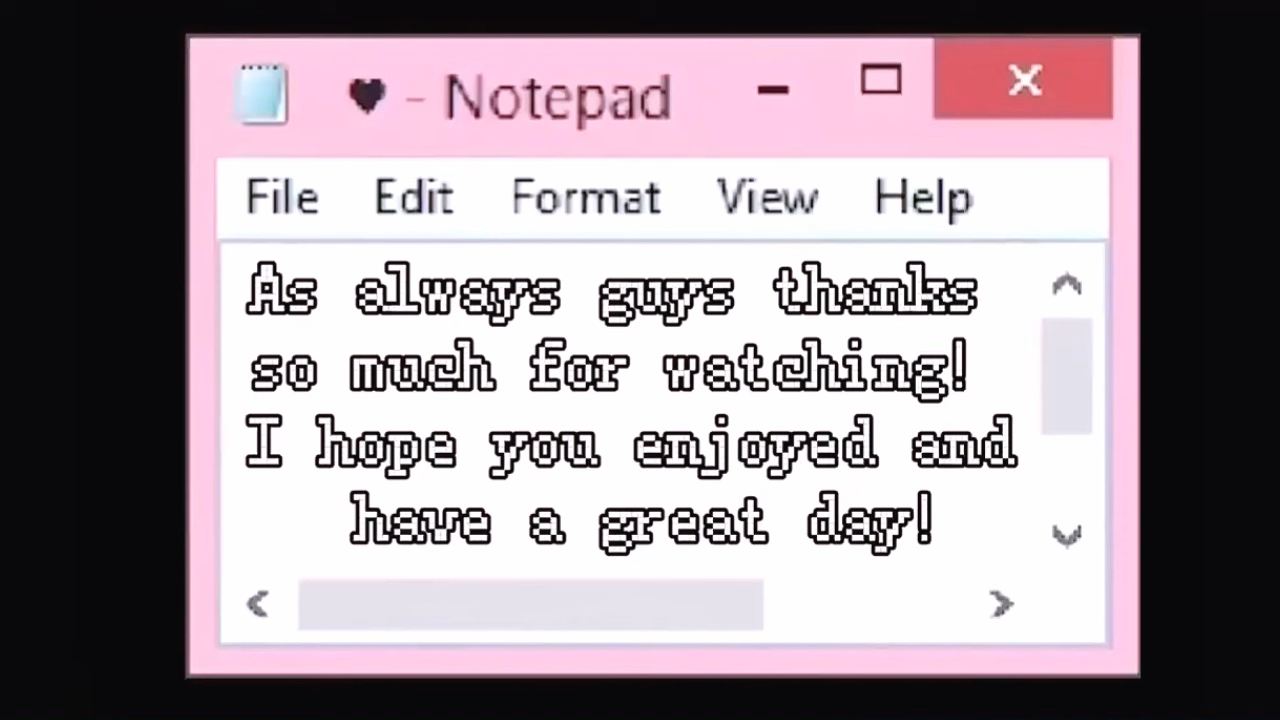 ♥ - Notepad
File Edit Format View Help
As always guys thanks
so much for watching!
I hope you enjoyed and
have a great day!